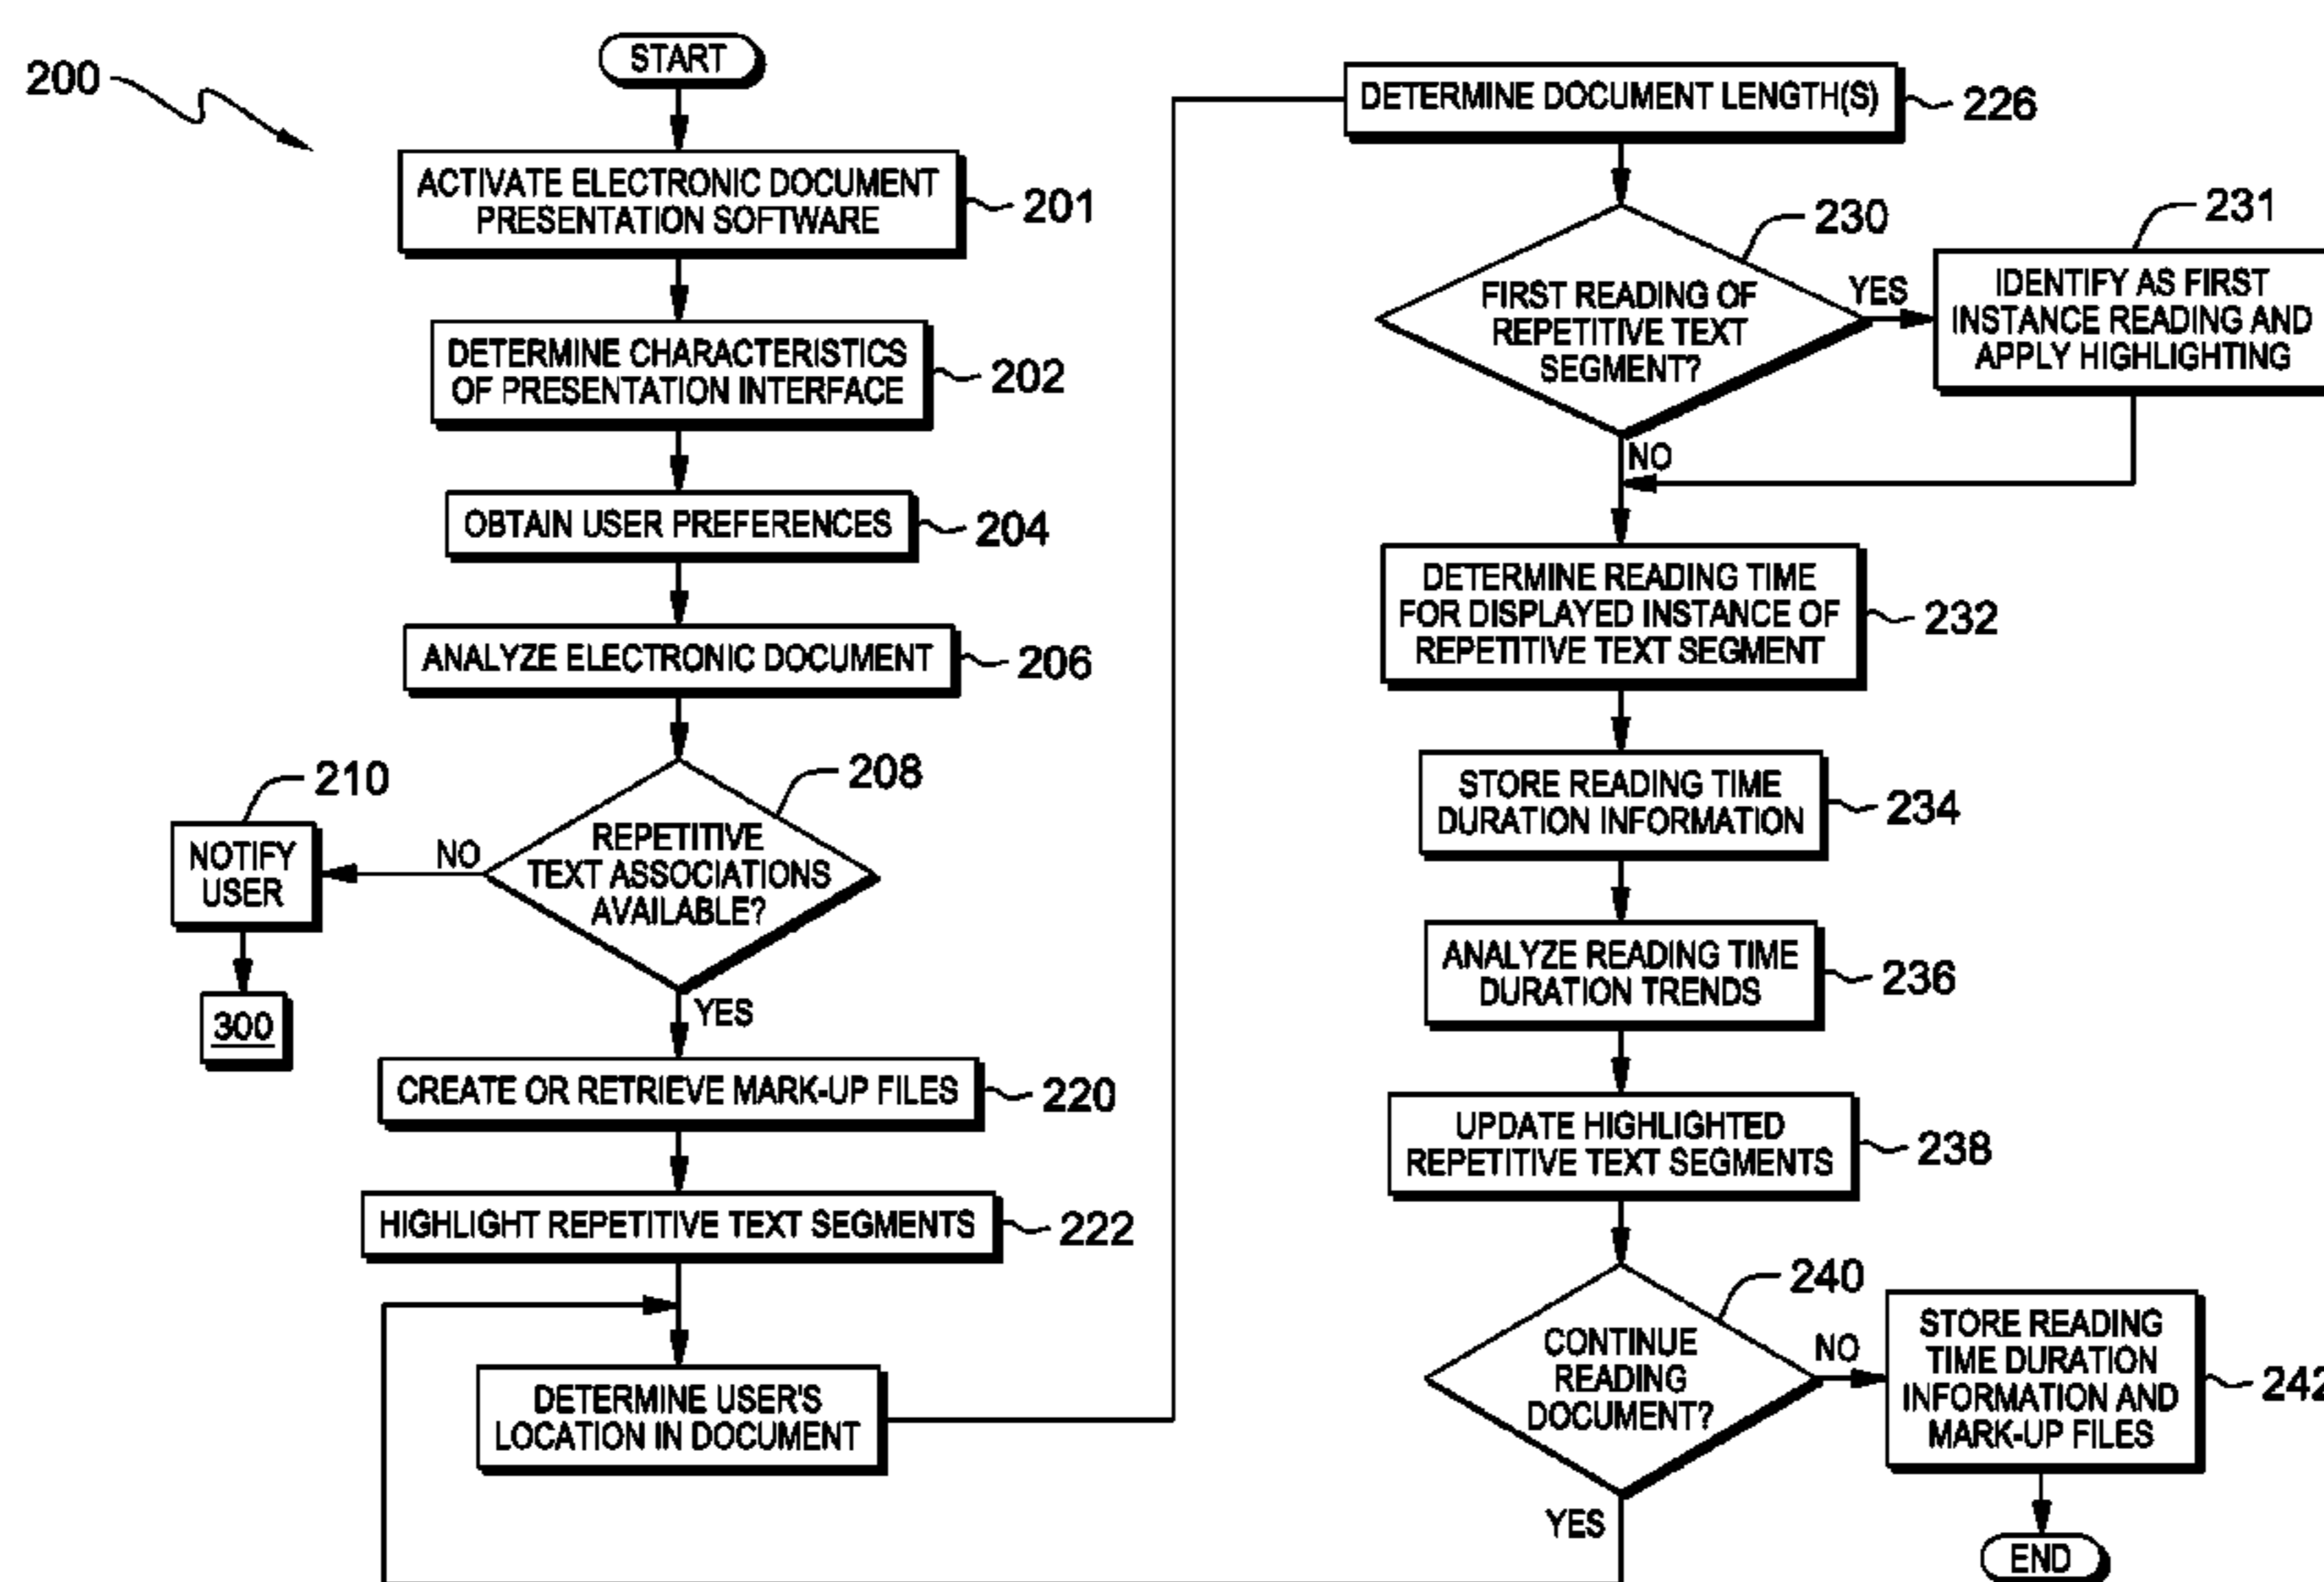 200
START
ACTIVATE ELECTRONIC DOCUMENT
PRESENTATION SOFTWARE
201
DETERMINE CHARACTERISTICS
OF PRESENTATION INTERFACE
202
OBTAIN USER PREFERENCES
204
ANALYZE ELECTRONIC DOCUMENT
206
REPETITIVE
TEXT ASSOCIATIONS
AVAILABLE?
208
NO
210
NOTIFY
USER
300
YES
CREATE OR RETRIEVE MARK-UP FILES
220
HIGHLIGHT REPETITIVE TEXT SEGMENTS
222
DETERMINE USER'S
LOCATION IN DOCUMENT
DETERMINE DOCUMENT LENGTH(S)
226
230
FIRST READING OF
REPETITIVE TEXT
SEGMENT?
YES
231
IDENTIFY AS FIRST
INSTANCE READING AND
APPLY HIGHLIGHTING
NO
DETERMINE READING TIME
FOR DISPLAYED INSTANCE OF
REPETITIVE TEXT SEGMENT
232
STORE READING TIME
DURATION INFORMATION
234
ANALYZE READING TIME
DURATION TRENDS
236
UPDATE HIGHLIGHTED
REPETITIVE TEXT SEGMENTS
238
240
CONTINUE
READING
DOCUMENT?
NO
STORE READING
TIME DURATION
INFORMATION AND
MARK-UP FILES
242
YES
END